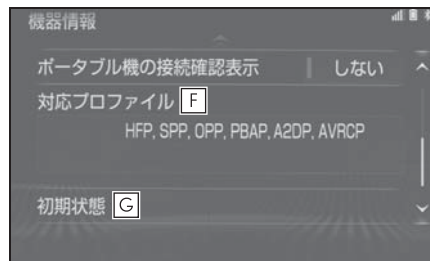 機器情報
ポータブル機の接続確認表示 しない
対応プロファイル F
HFP, SPP, OPP, PBAP, A2DP, AVRCP
初期状態 G